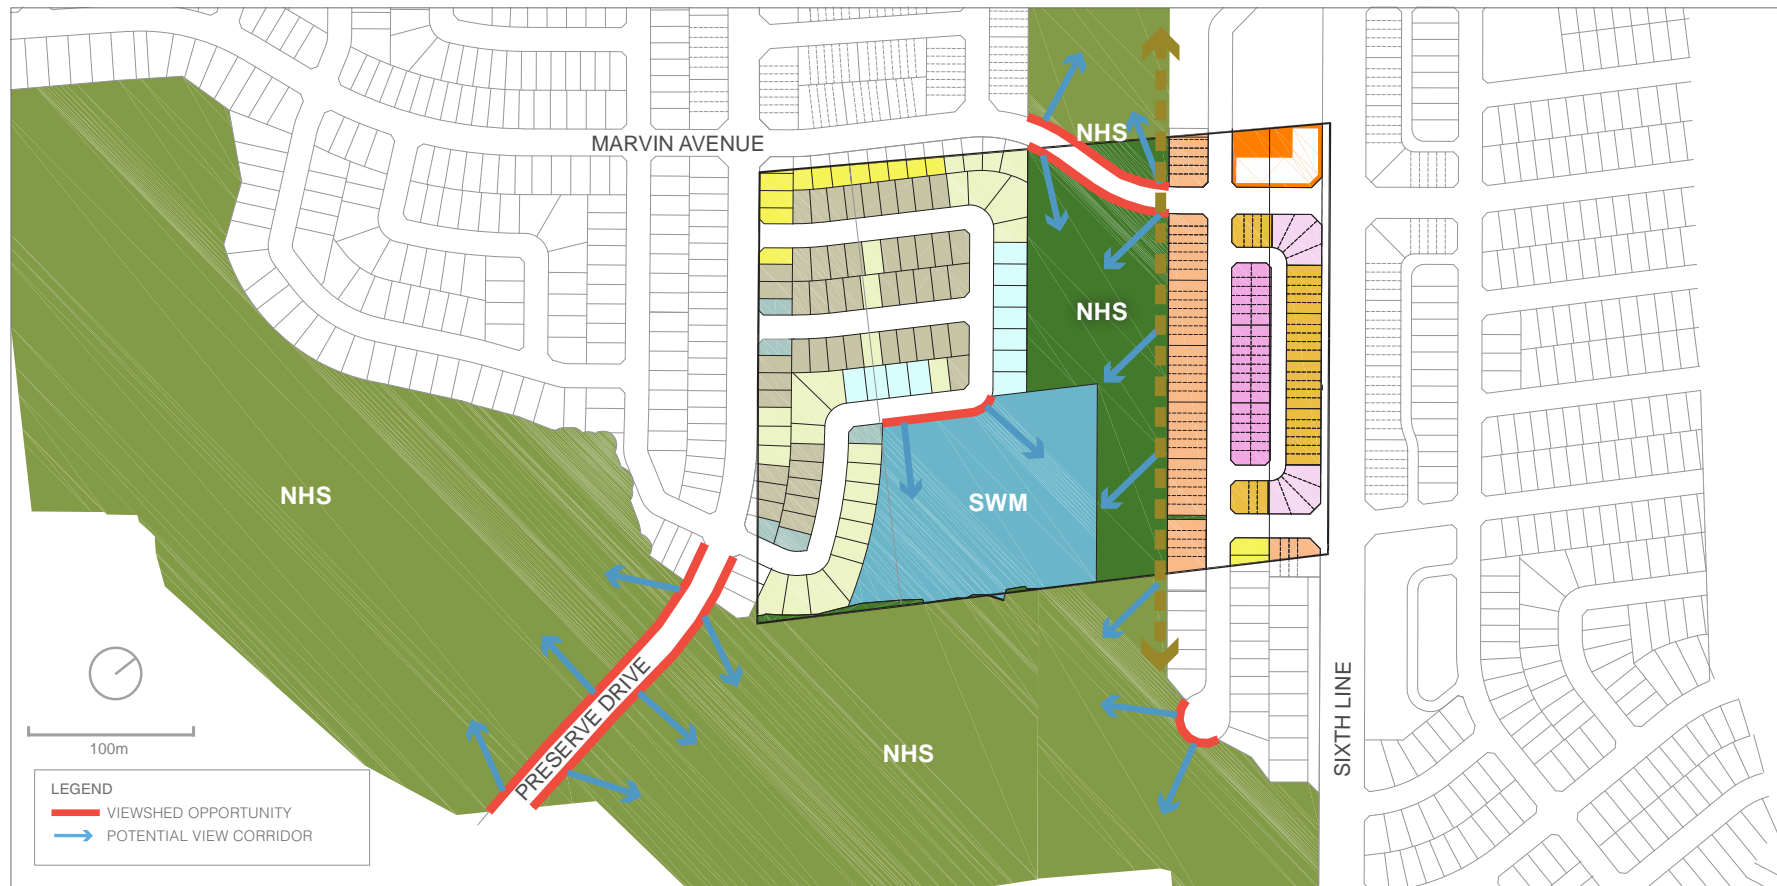 NHS
MARVIN AVENUE
NHS
NHS
SWM
NHS
PRESERVE DRIVE
SIXTH LINE
100m
LEGEND
VIEWSHED OPPORTUNITY
POTENTIAL VIEW CORRIDOR